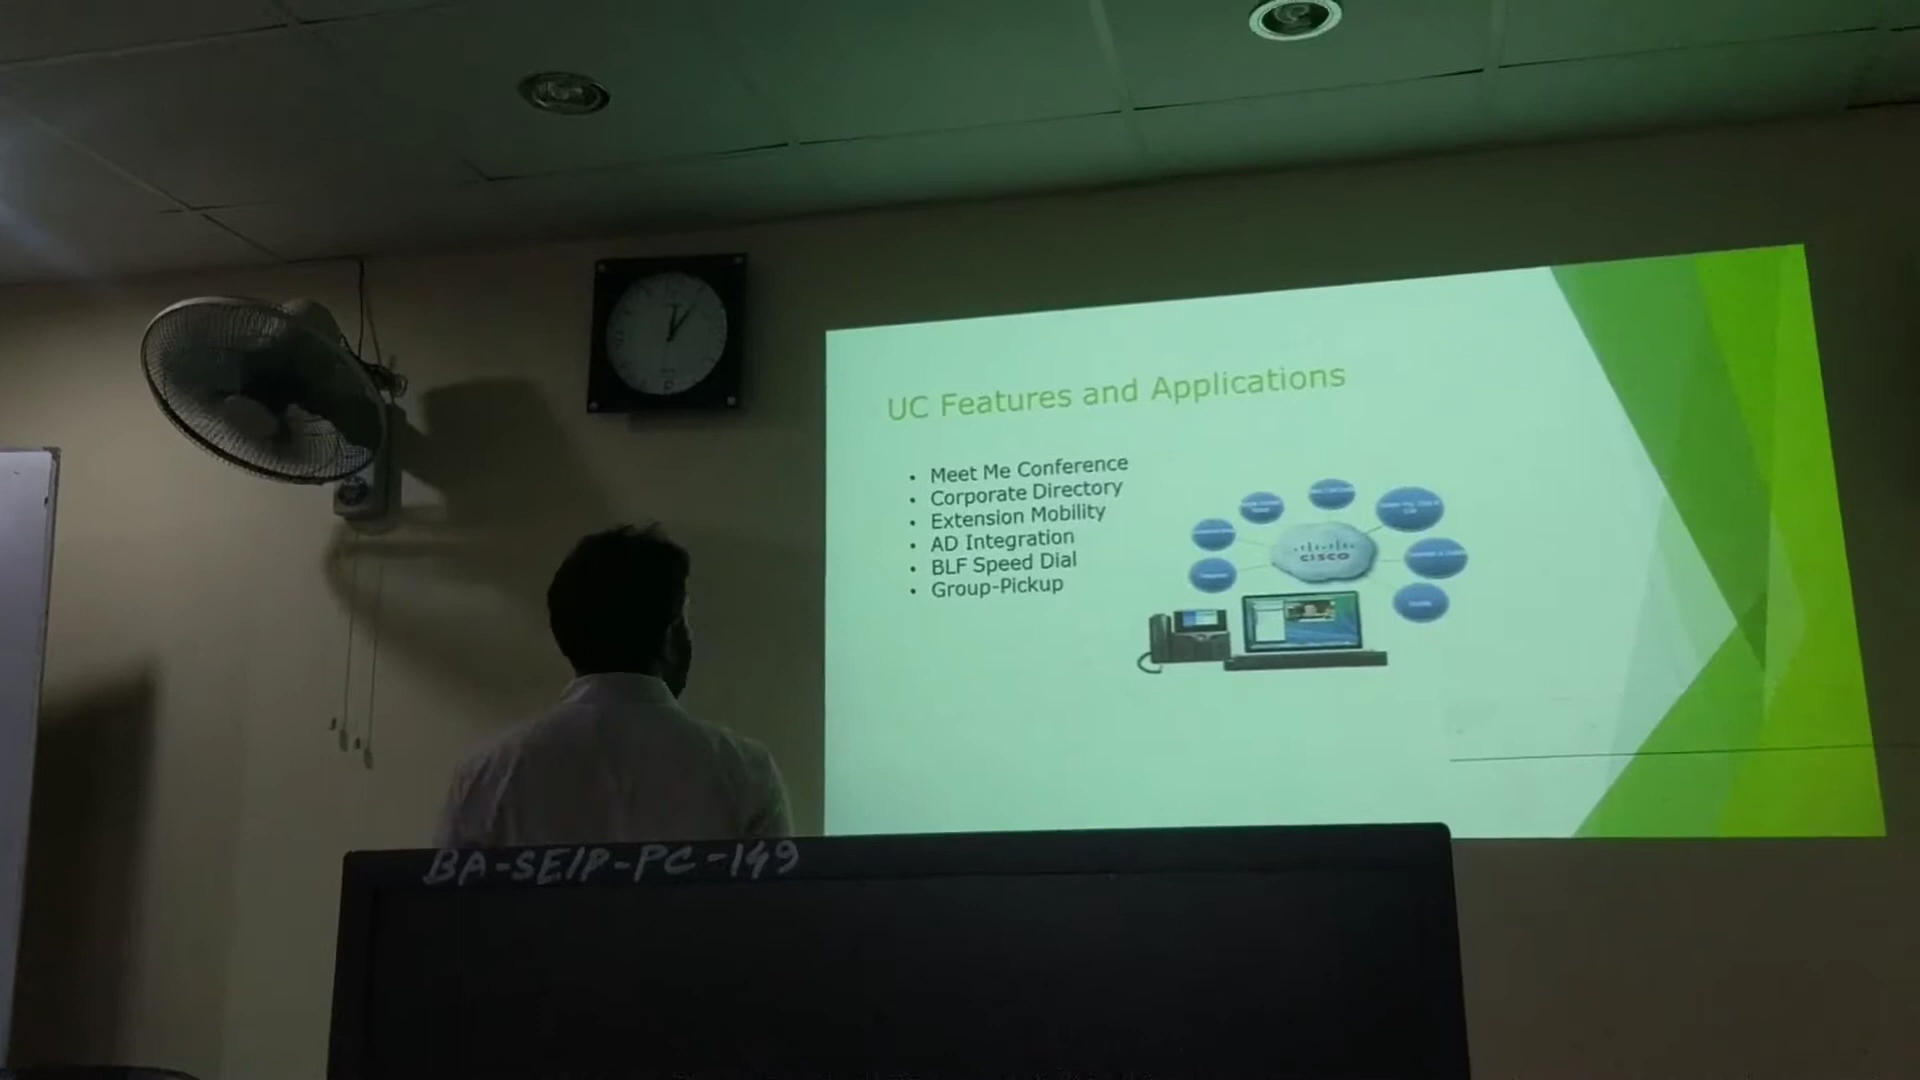 UC Features and Applications
• Meet Me Conference
• Corporate Directory
• Extension Mobility
• AD Integration
• BLF Speed Dial
• Group-Pickup
CISCO
BA-SEIP-PC-149